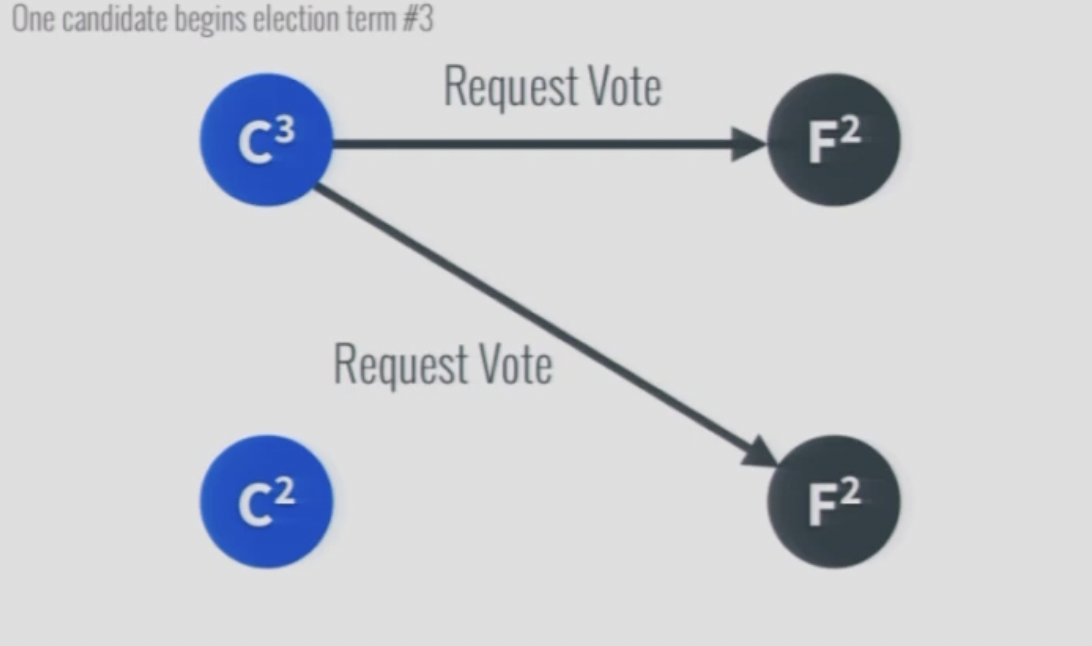 One candidate begins election term #3
Request Vote
C³ F²
Request Vote
C² F²